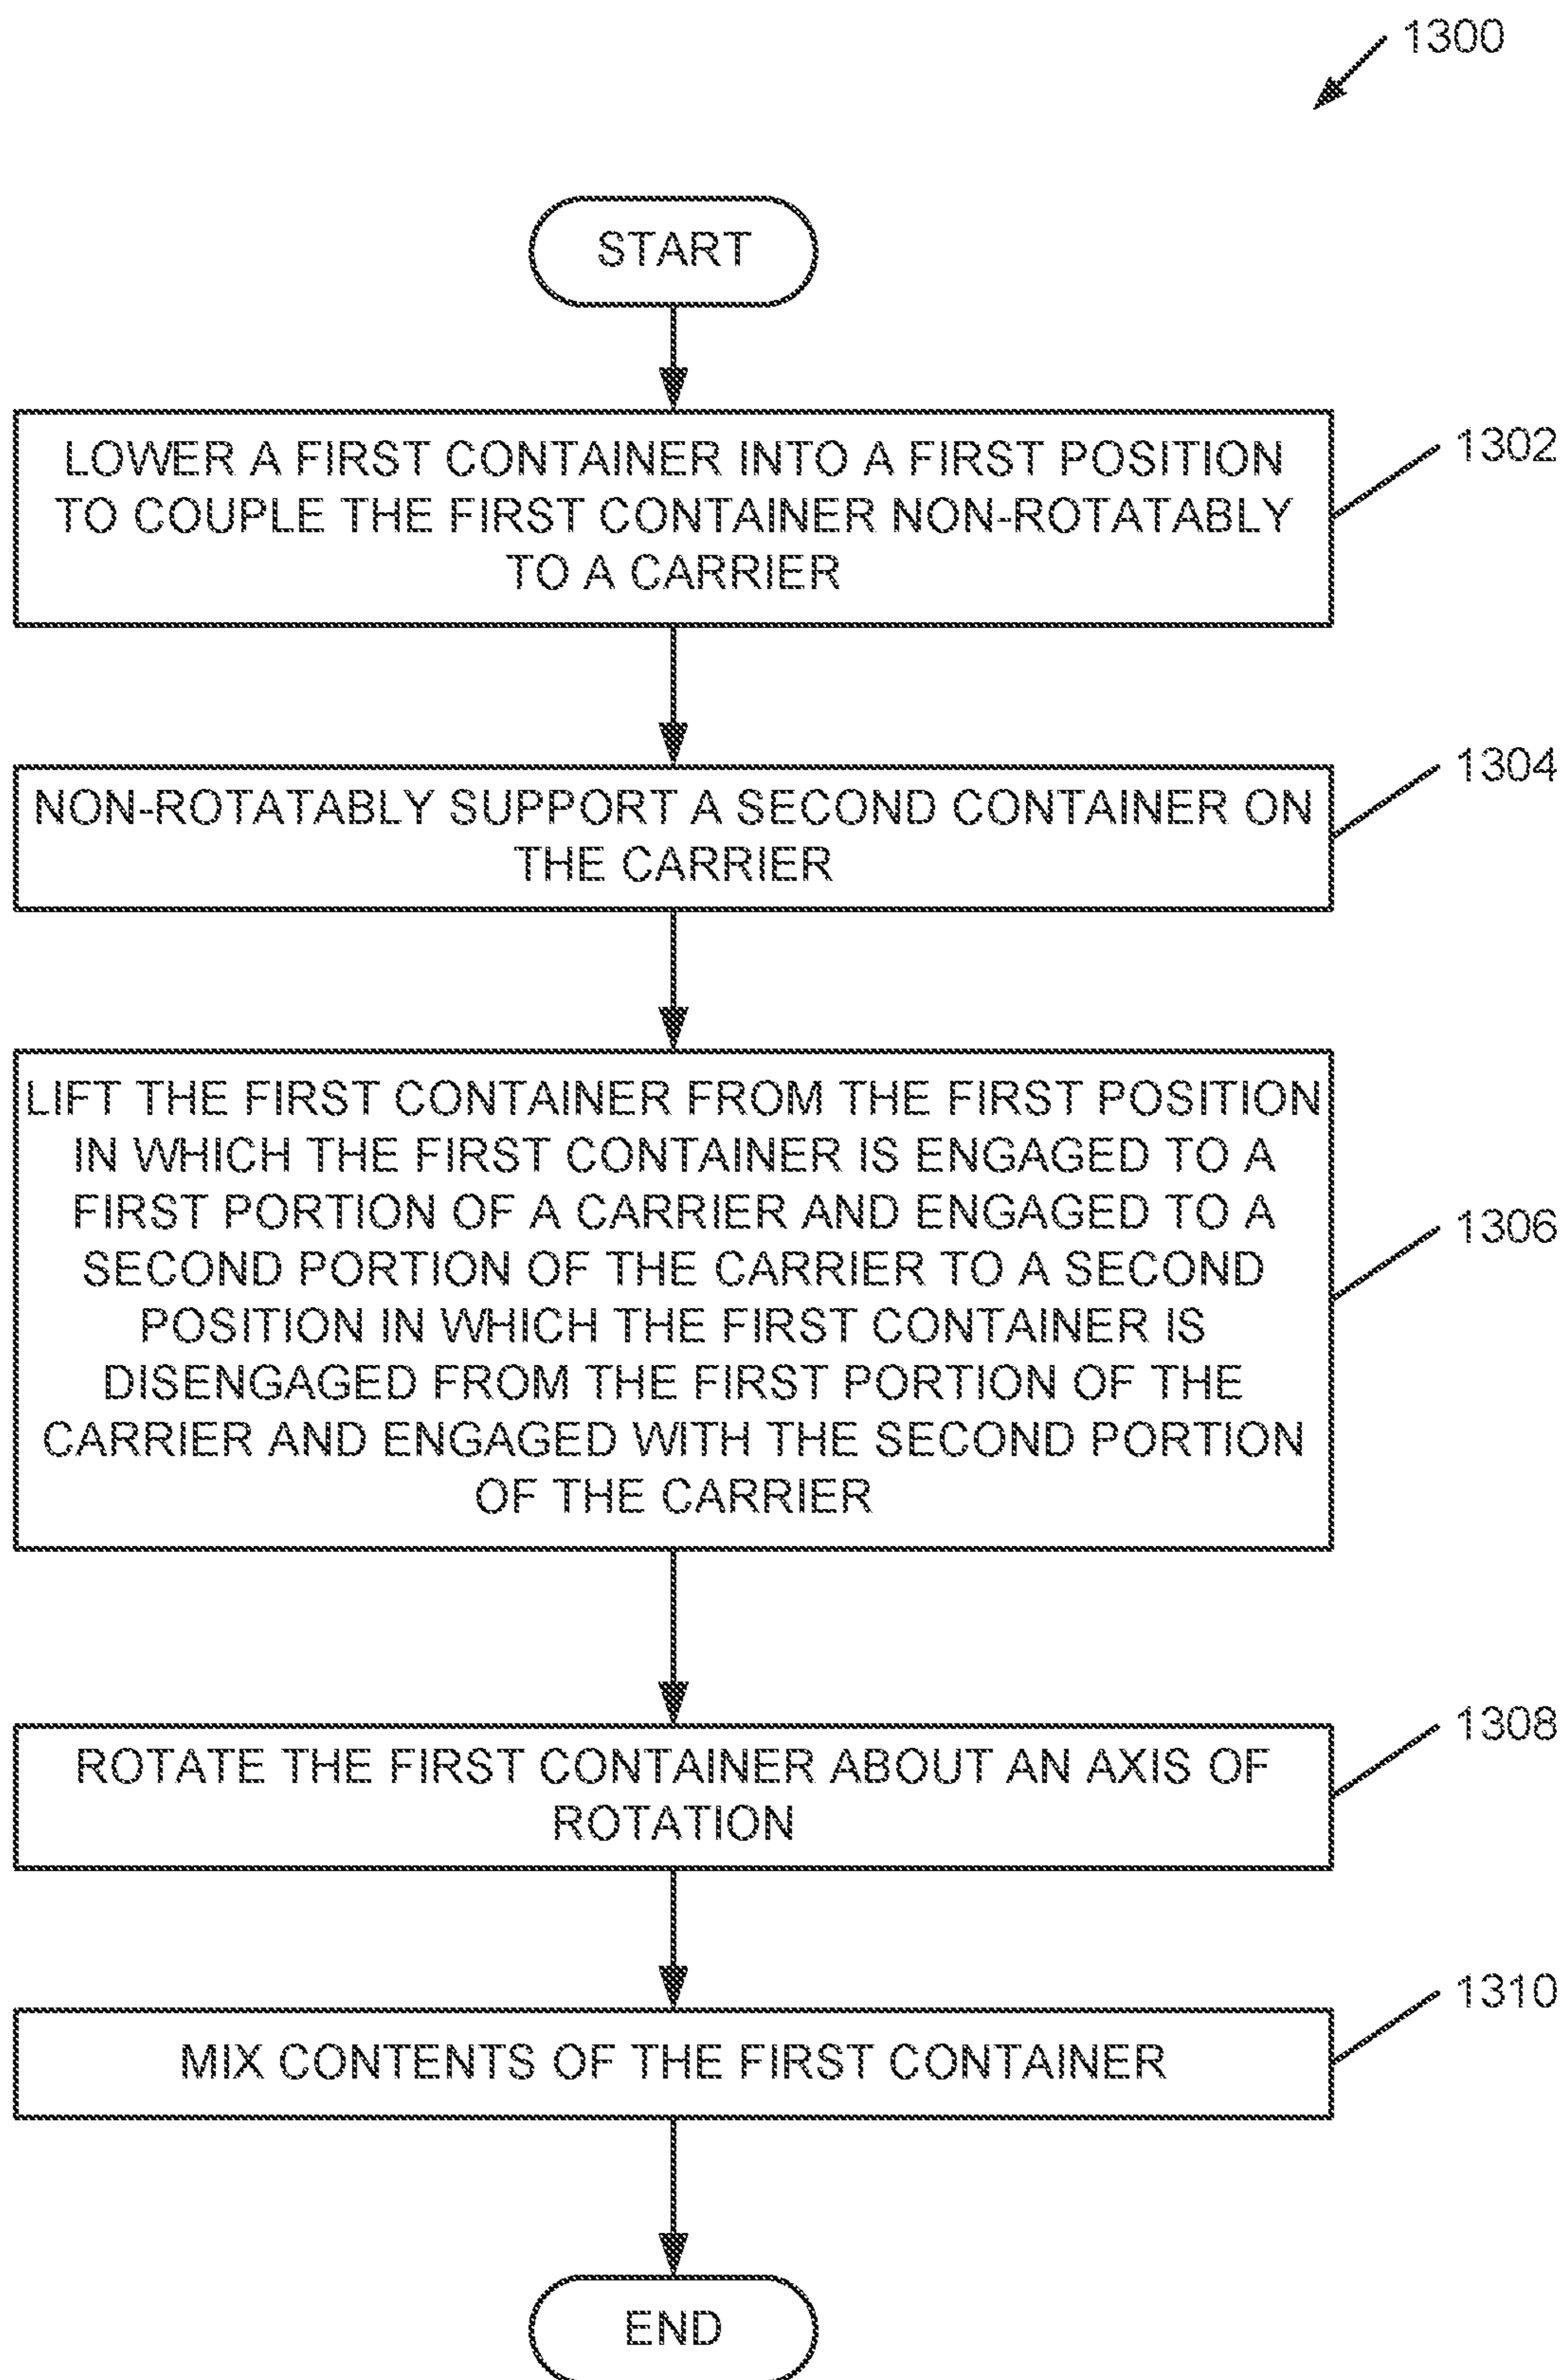 1300
START
LOWER A FIRST CONTAINER INTO A FIRST POSITION
TO COUPLE THE FIRST CONTAINER NON-ROTATABLY
TO A CARRIER
1302
NON-ROTATABLY SUPPORT A SECOND CONTAINER ON
THE CARRIER
1304
LIFT THE FIRST CONTAINER FROM THE FIRST POSITION
IN WHICH THE FIRST CONTAINER IS ENGAGED TO A
FIRST PORTION OF A CARRIER AND ENGAGED TO A
SECOND PORTION OF THE CARRIER TO A SECOND
POSITION IN WHICH THE FIRST CONTAINER IS
DISENGAGED FROM THE FIRST PORTION OF THE
CARRIER AND ENGAGED WITH THE SECOND PORTION
OF THE CARRIER
1306
ROTATE THE FIRST CONTAINER ABOUT AN AXIS OF
ROTATION
1308
MIX CONTENTS OF THE FIRST CONTAINER
1310
END